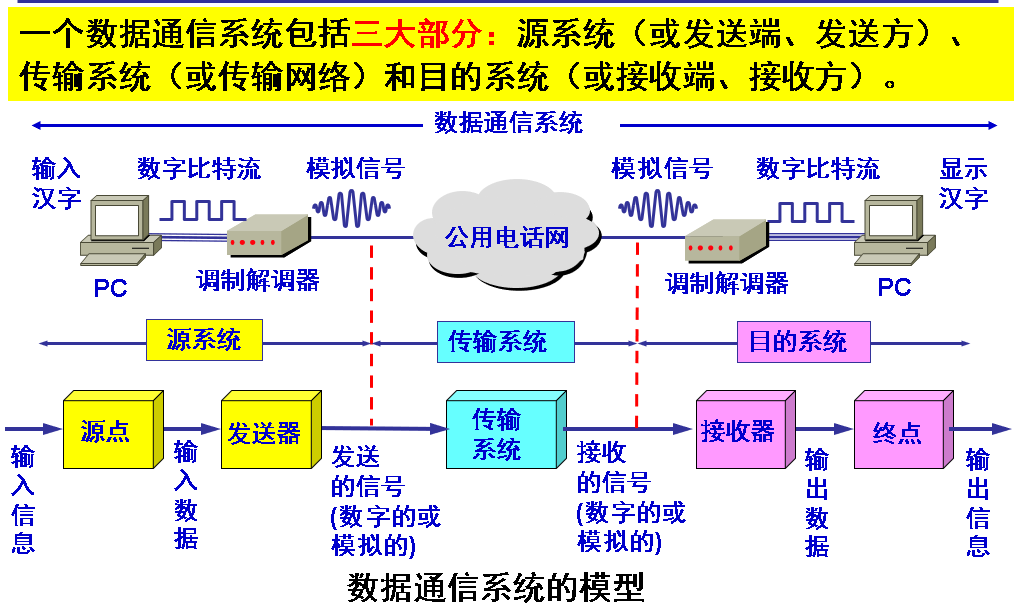 一个数据通信系统包括三大部分：源系统（或发送端、发送方）、
传输系统（或传输网络）和目的系统（或接收端、接收方）。
数据通信系统
输入
汉字
数字比特流
模拟信号
模拟信号
数字比特流
显示
汉字
公用电话网
PC
调制解调器
调制解调器
PC
源系统
传输系统
目的系统
源点
发送器
传输
系统
接收器
终点
输入信息
输入数据
发送
的信号
(数字的或
模拟的)
接收
的信号
(数字的或
模拟的)
输出数据
输出信息
数据通信系统的模型